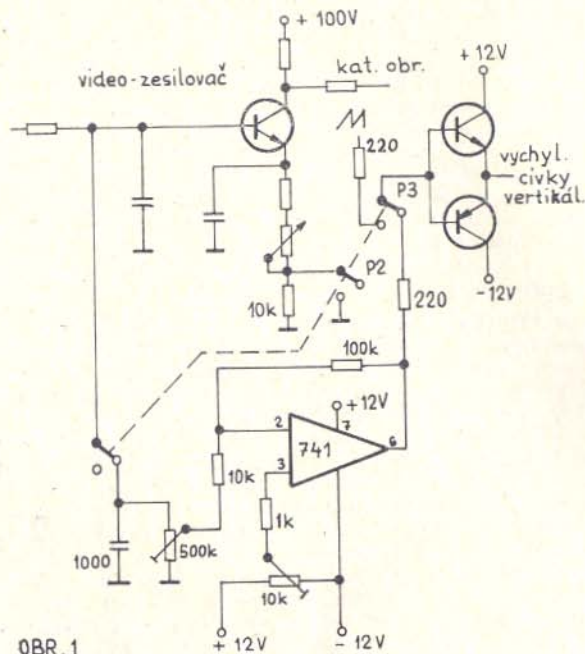 + 100V
video-zesilovač
kat. obr.
+ 12V
220
P3
vychyl.
cívky
vertikál.
P2
10k
- 12V
220
100k
+ 12V
7
2
741
6
3
10k
1k
1000
500k
10k
+ 12V
- 12V
OBR. 1